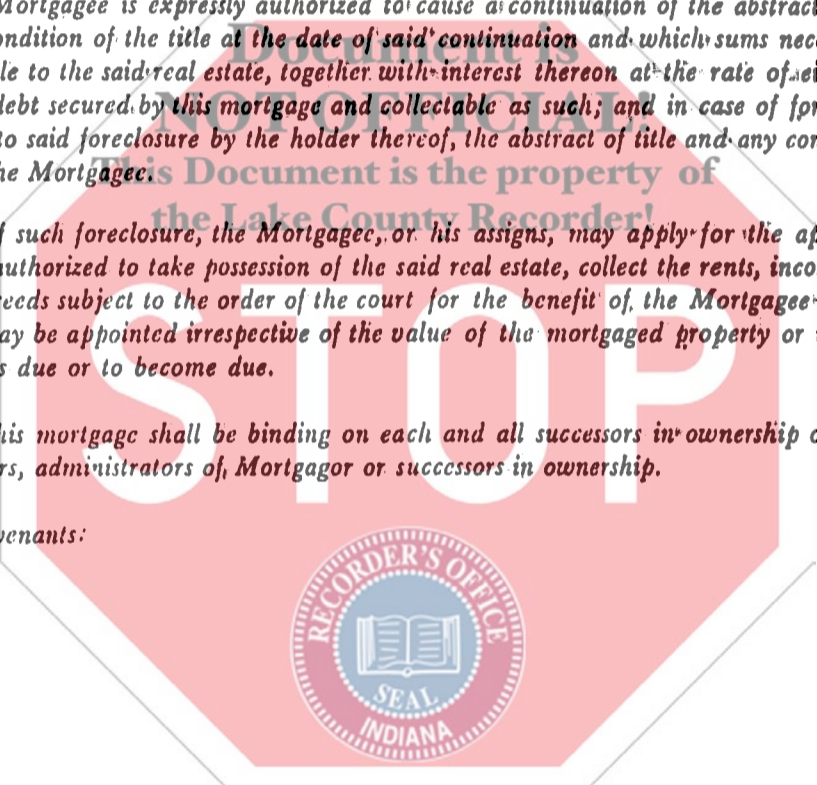 Mortgagee is expressly authorized to cause a continuation of the abstract
ondition of the title at the date of said continuation and which sums nec
Document is
le to the said real estate, together with interest thereon at the rate of ei
debt secured by this mortgage and collectable as such; and in case of for
NOT OFFICIAL!
to said foreclosure by the holder thereof, the abstract of title and any con
he Mortgagee.
This Document is the property of
the Lake County Recorder!
f such foreclosure, the Mortgagee, or his assigns, may apply for the ap
authorized to take possession of the said real estate, collect the rents, inco
ceeds subject to the order of the court for the benefit of the Mortgagee
ay be appointed irrespective of the value of the mortgaged property or
s due or to become due.
STOP
his mortgage shall be binding on each and all successors in ownership
rs, administrators of Mortgagor or successors in ownership.
venants:
RECORDER'S OFFICE
SEAL
INDIANA